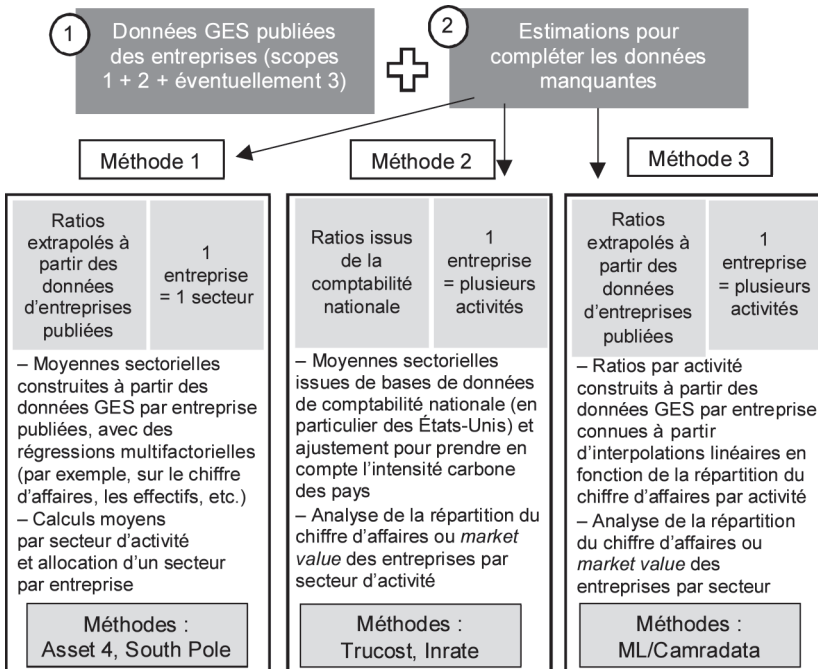 1
Données GES publiées
des entreprises (scopes
1 + 2 + éventuellement 3)
2
Estimations pour
compléter les données
manquantes
Méthode 1
Ratios
extrapolés à
partir des
données
d'entreprises
publiées
1
entreprise
= 1 secteur
– Moyennes sectorielles
construites à partir des
données GES par entreprise
publiées, avec des
régressions multifactorielles
(par exemple, sur le chiffre
d'affaires, les effectifs, etc.)
– Calculs moyens
par secteur d'activité
et allocation d'un secteur
par entreprise
Méthodes :
Asset 4, South Pole
Méthode 2
Ratios issus
de la
comptabilité
nationale
1
entreprise
= plusieurs
activités
– Moyennes sectorielles
issues de bases de données
de comptabilité nationale (en
particulier des États-Unis) et
ajustement pour prendre en
compte l'intensité carbone
des pays
– Analyse de la répartition du
chiffre d'affaires ou market
value des entreprises par
secteur d'activité
Méthodes :
Trucost, Inrate
Méthode 3
Ratios
extrapolés à
partir des
données
d'entreprises
publiées
1
entreprise
= plusieurs
activités
– Ratios par activité
construits à partir des
données GES par entreprise
connues à partir
d'interpolations linéaires en
fonction de la répartition du
chiffre d'affaires par activité
– Analyse de la répartition
du chiffre d'affaires ou
market value des
entreprises par secteur
Méthodes :
ML/Camradata